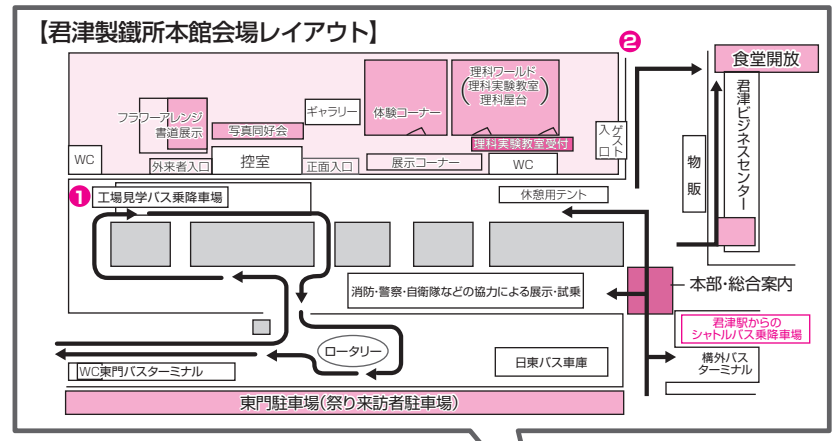 【君津製鐵所本館会場レイアウト】
❷
食堂開放
君津ビジネスセンター
物販
理科ワールド
(理科実験教室
理科屋台)
体験コーナー
ギャラリー
フラワーアレンジ
書道展示
写真同好会
理科実験教室受付
ゲスト
入口
WC
外来者入口
控室
正面入口
展示コーナー
WC
❶
工場見学バス乗降車場
休憩用テント
消防・警察・自衛隊などの協力による展示・試乗
本部・総合案内
君津駅からの
シャトルバス乗降車場
構外バス
ターミナル
ロータリー
日東バス車庫
WC東門バスターミナル
東門駐車場(祭り来訪者駐車場)